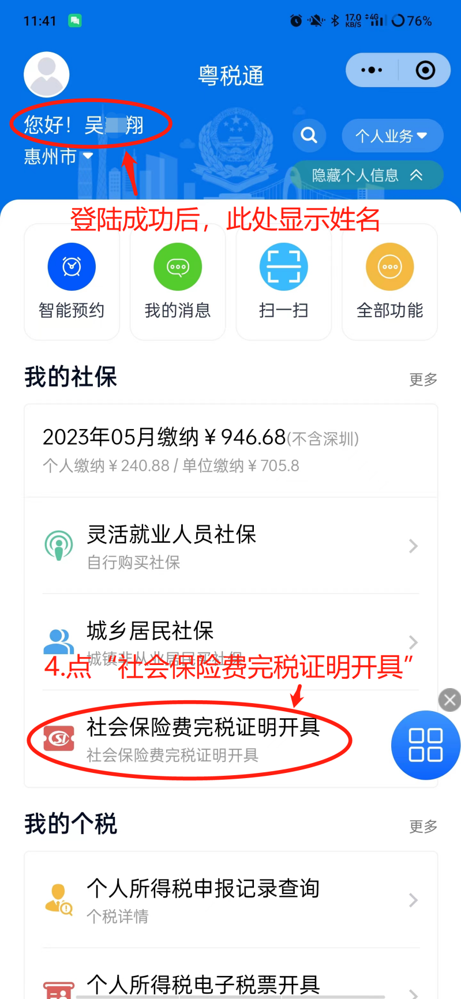 11:41
17.0 KB/S 4G 76%
粤税通
您好！吴 翔
惠州市
个人业务
隐藏个人信息
登陆成功后，此处显示姓名
智能预约 我的消息 扫一扫 全部功能
我的社保 更多
2023年05月缴纳￥946.68(不含深圳)
个人缴纳￥240.88 / 单位缴纳￥705.8
灵活就业人员社保
自行购买社保
城乡居民社保
城镇非从业居民买社保
4.点“社会保险费完税证明开具”
社会保险费完税证明开具
社会保险费完税证明开具
我的个税 更多
个人所得税申报记录查询
个税详情
个人所得税电子税票开具